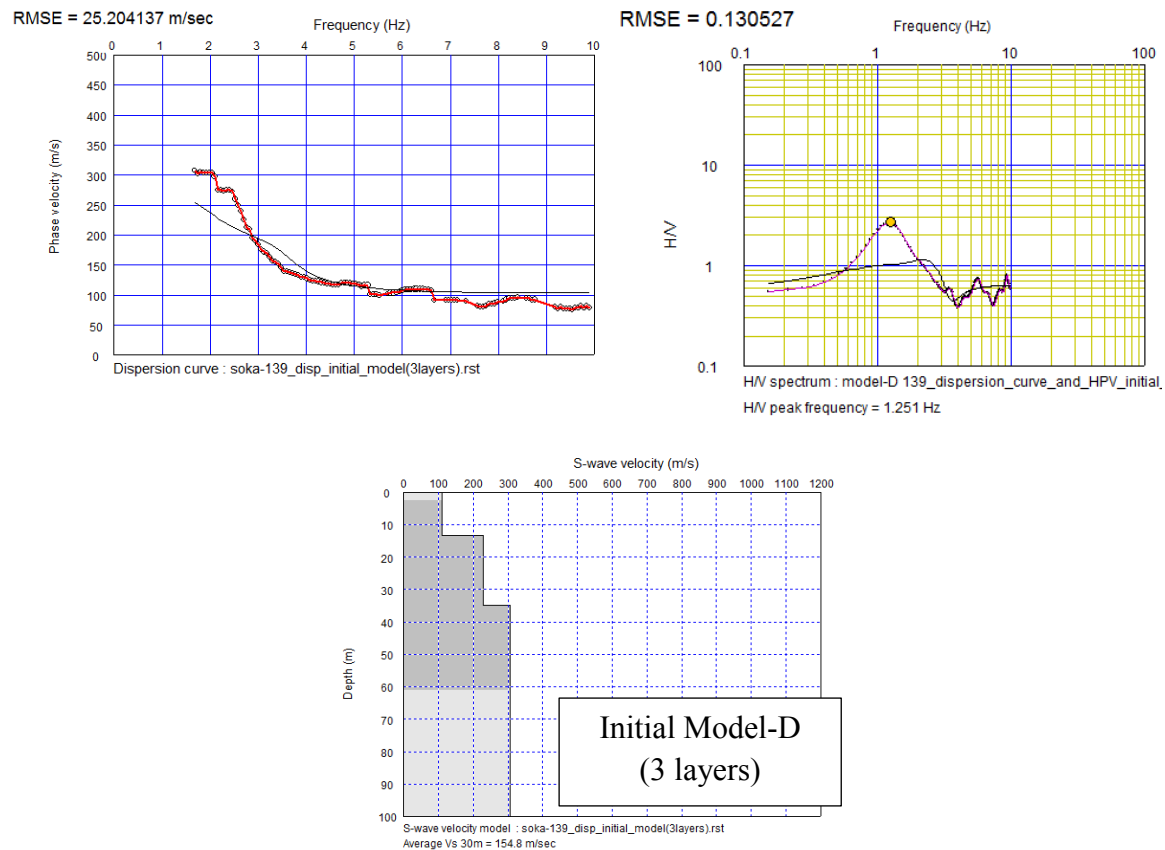 RMSE = 25.204137 m/sec
Frequency (Hz)
0 1 2 3 4 5 6 7 8 9 10
500
450
400
350
300
250
200
150
100
50
0
Phase velocity (m/s)
Dispersion curve : soka-139_disp_initial_model(3layers).rst
RMSE = 0.130527
Frequency (Hz)
0.1 1 10 100
100
10
1
0.1
H/V
H/V spectrum : model-D 139_dispersion_curve_and_HPV_initial_
H/V peak frequency = 1.251 Hz
S-wave velocity (m/s)
0 100 200 300 400 500 600 700 800 900 1000 1100 1200
0
10
20
30
40
50
60
70
80
90
100
Depth (m)
Initial Model-D
(3 layers)
S-wave velocity model : soka-139_disp_initial_model(3layers).rst
Average Vs 30m = 154.8 m/sec